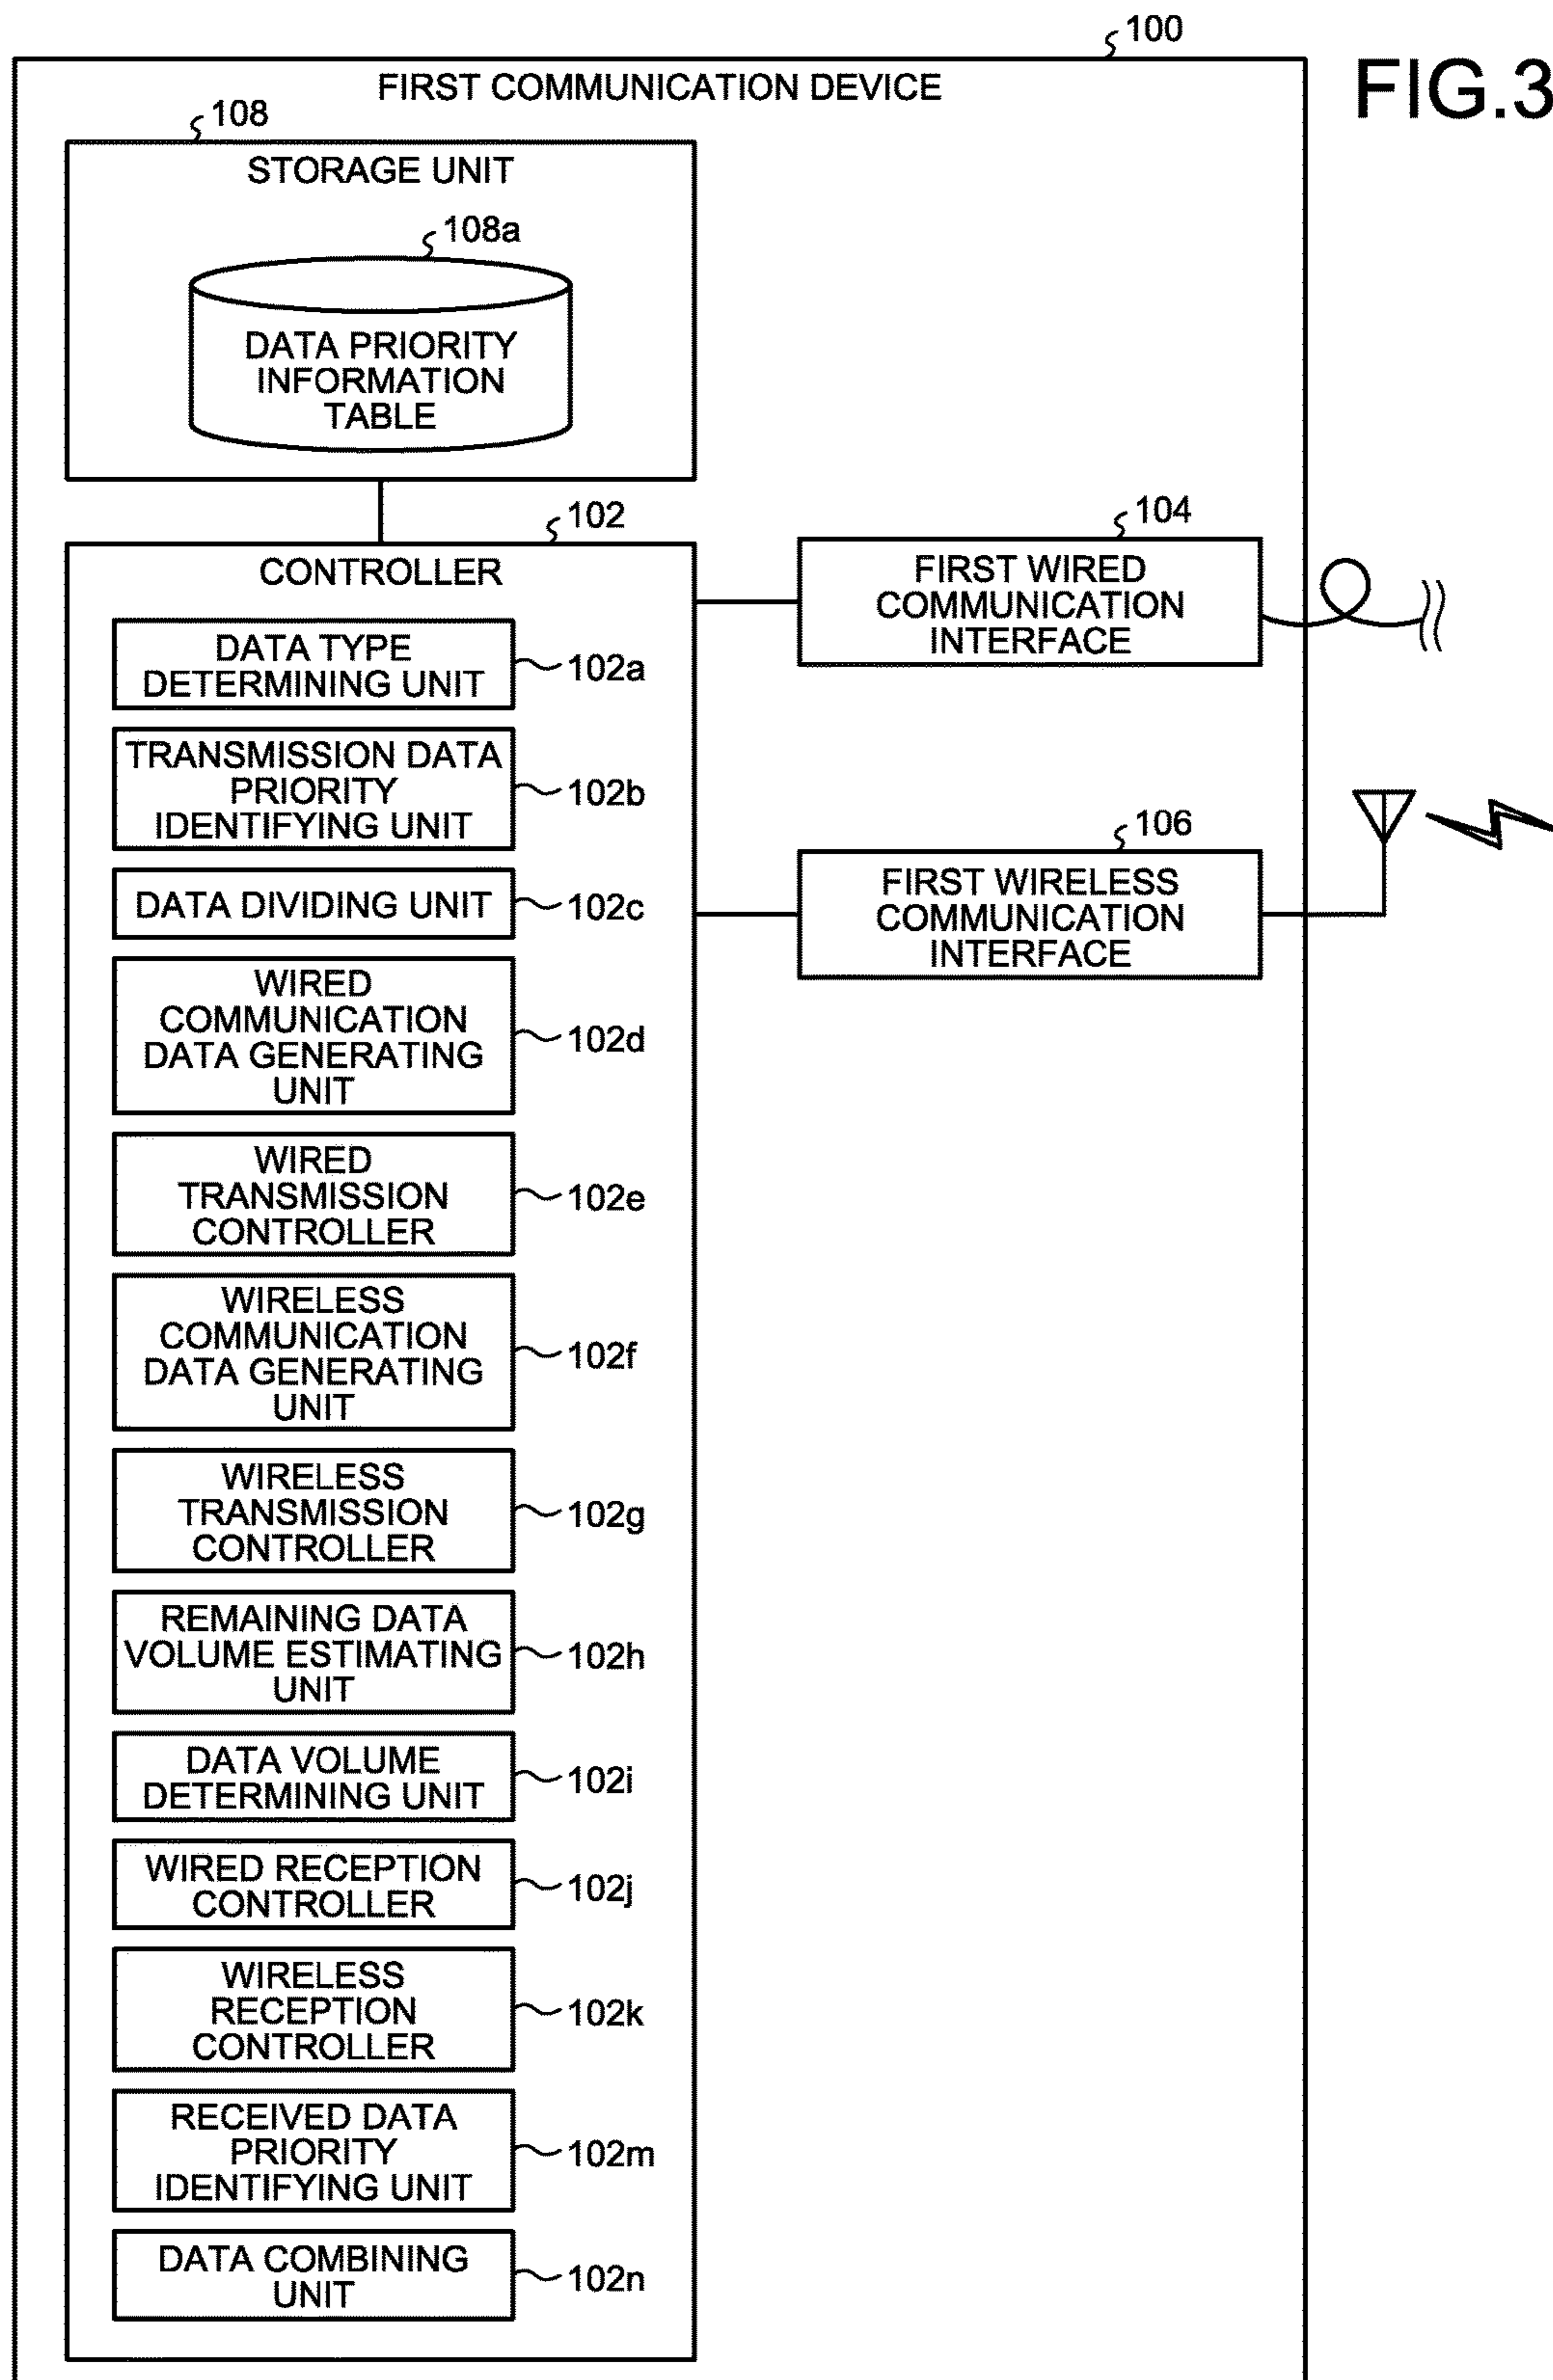 100
FIG.3
FIRST COMMUNICATION DEVICE
108
STORAGE UNIT
108a
DATA PRIORITY
INFORMATION
TABLE
102
CONTROLLER
104
FIRST WIRED
COMMUNICATION
INTERFACE
106
FIRST WIRELESS
COMMUNICATION
INTERFACE
DATA TYPE
DETERMINING UNIT
102a
TRANSMISSION DATA
PRIORITY
IDENTIFYING UNIT
102b
DATA DIVIDING UNIT
102c
WIRED
COMMUNICATION
DATA GENERATING
UNIT
102d
WIRED
TRANSMISSION
CONTROLLER
102e
WIRELESS
COMMUNICATION
DATA GENERATING
UNIT
102f
WIRELESS
TRANSMISSION
CONTROLLER
102g
REMAINING DATA
VOLUME ESTIMATING
UNIT
102h
DATA VOLUME
DETERMINING UNIT
102i
WIRED RECEPTION
CONTROLLER
102j
WIRELESS
RECEPTION
CONTROLLER
102k
RECEIVED DATA
PRIORITY
IDENTIFYING UNIT
102m
DATA COMBINING
UNIT
102n